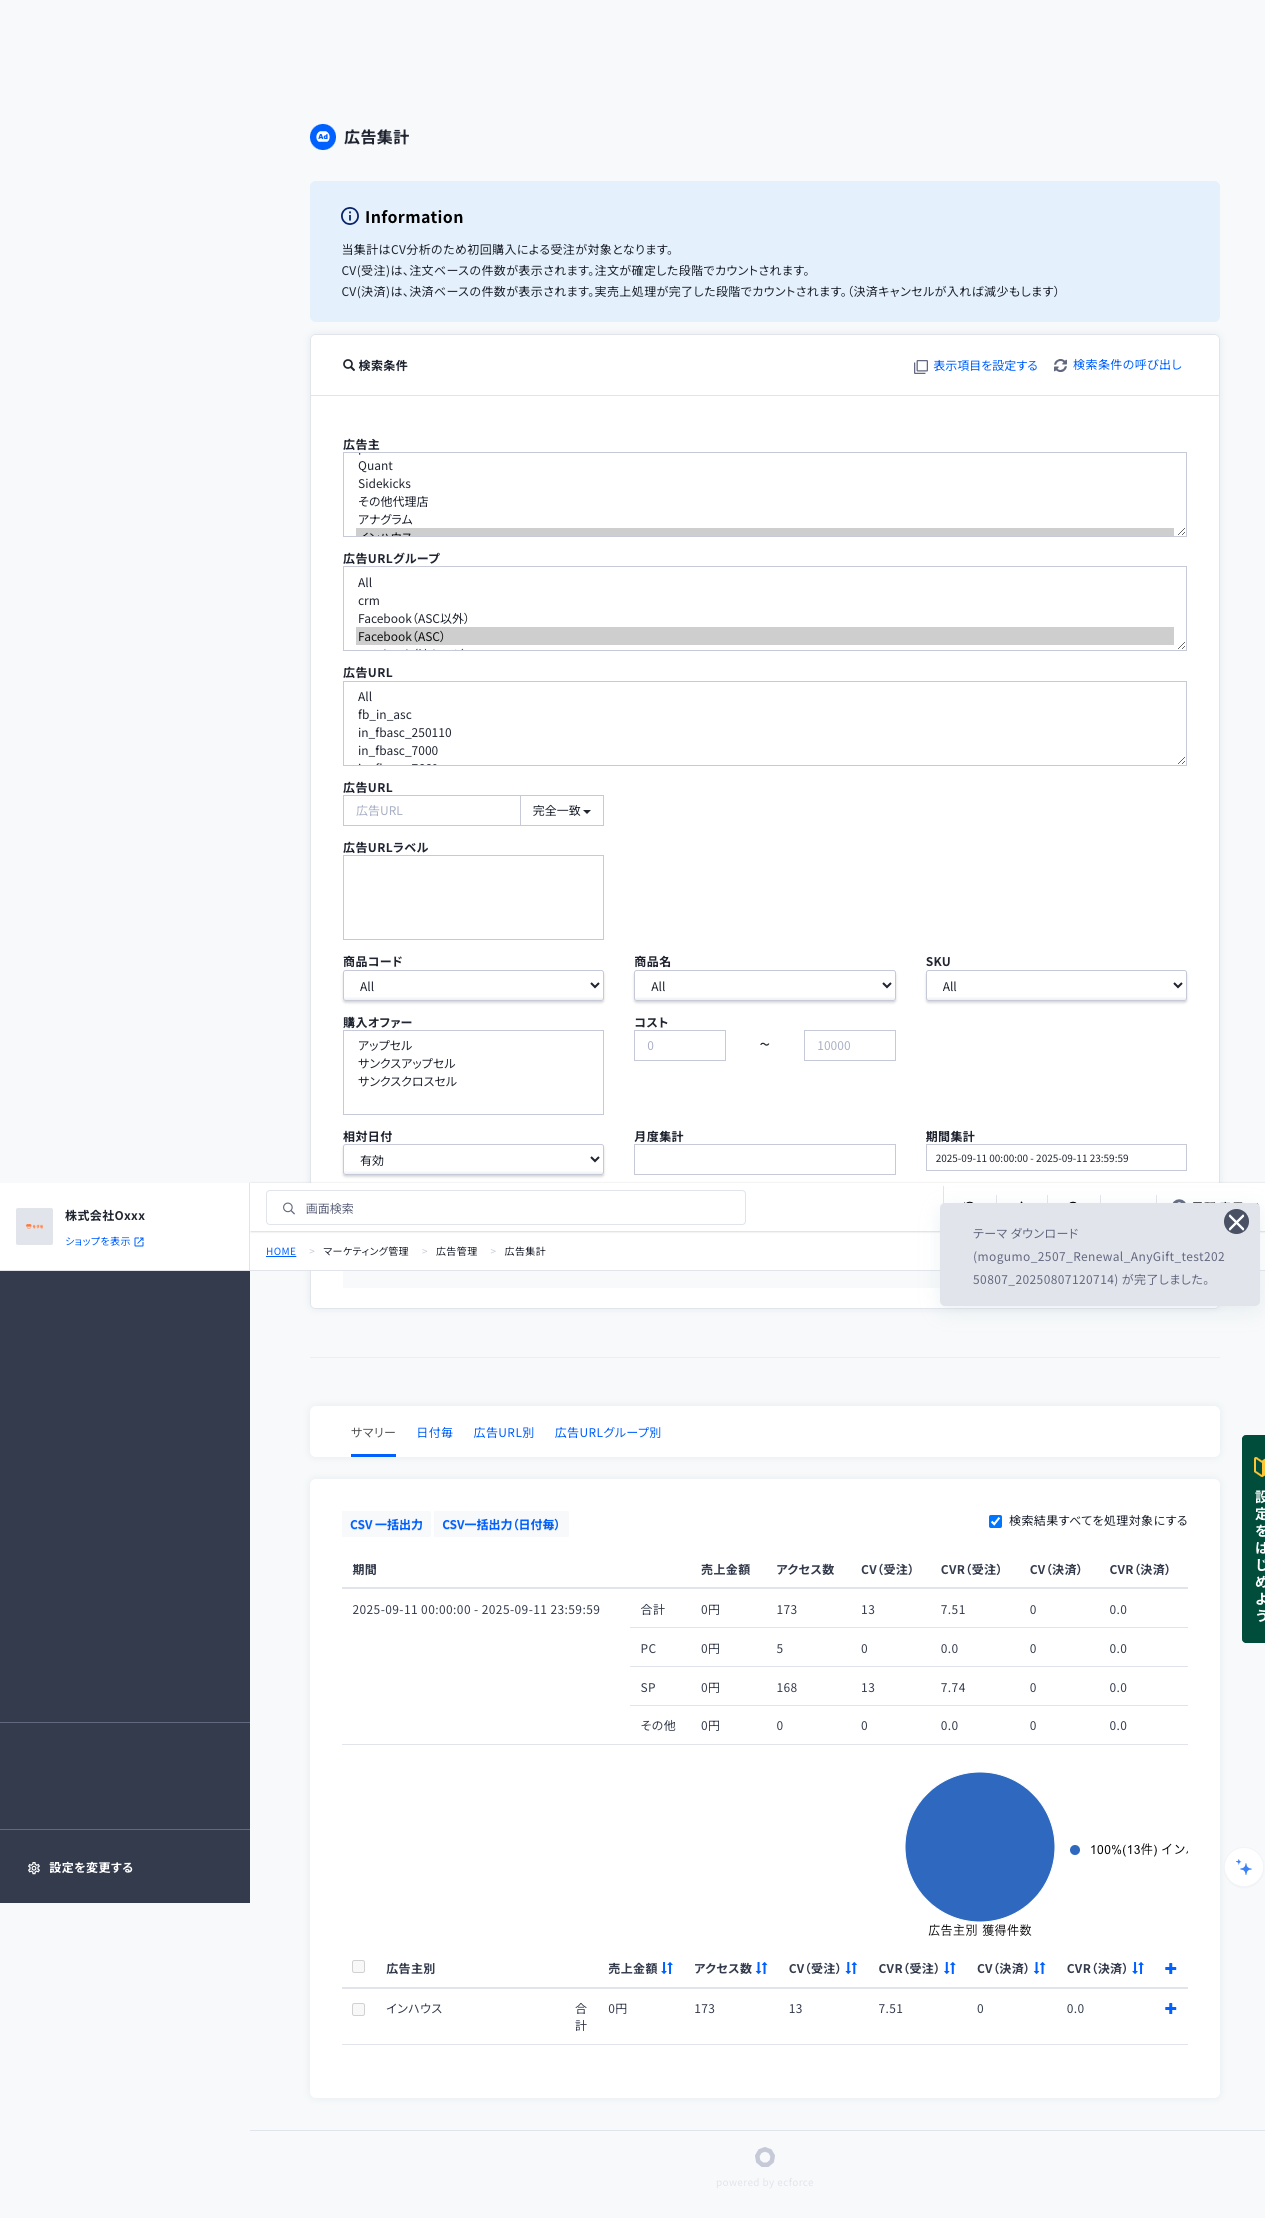 広告集計
Information
当集計はCV分析のため初回購入による受注が対象となります。
CV(受注)は、注文ベースの件数が表示されます。注文が確定した段階でカウントされます。
CV(決済)は、決済ベースの件数が表示されます。実売上処理が完了した段階でカウントされます。（決済キャンセルが入れば減少もします）
検索条件
表示項目を設定する
検索条件の呼び出し
広告主
Quant
Sidekicks
その他代理店
アナグラム
インハウス
広告URLグループ
All
crm
Facebook（ASC以外）
Facebook（ASC）
広告URL
All
fb_in_asc
in_fbasc_250110
in_fbasc_7000
広告URL
広告URL 完全一致
広告URLラベル
商品コード 商品名 SKU
All All All
購入オファー コスト
アップセル
サンクスアップセル
サンクスクロスセル
0 ～ 10000
相対日付 月度集計 期間集計
有効 2025-09-11 00:00:00 - 2025-09-11 23:59:59
株式会社Oxxx
ショップを表示
画面検索
HOME > マーケティング管理 > 広告管理 > 広告集計
テーマ ダウンロード
(mogumo_2507_Renewal_AnyGift_test202
50807_20250807120714) が完了しました。
サマリー 日付毎 広告URL別 広告URLグループ別
CSV 一括出力 CSV一括出力（日付毎）
検索結果すべてを処理対象にする
期間 売上金額 アクセス数 CV（受注） CVR（受注） CV（決済） CVR（決済）
2025-09-11 00:00:00 - 2025-09-11 23:59:59 合計 0円 173 13 7.51 0 0.0
PC 0円 5 0 0.0 0 0.0
SP 0円 168 13 7.74 0 0.0
その他 0円 0 0 0.0 0 0.0
100%(13件) イン
広告主別 獲得件数
広告主別 売上金額 アクセス数 CV（受注） CVR（受注） CV（決済） CVR（決済）
インハウス 合計 0円 173 13 7.51 0 0.0
設定をはじめよう
設定を変更する
powered by ecforce